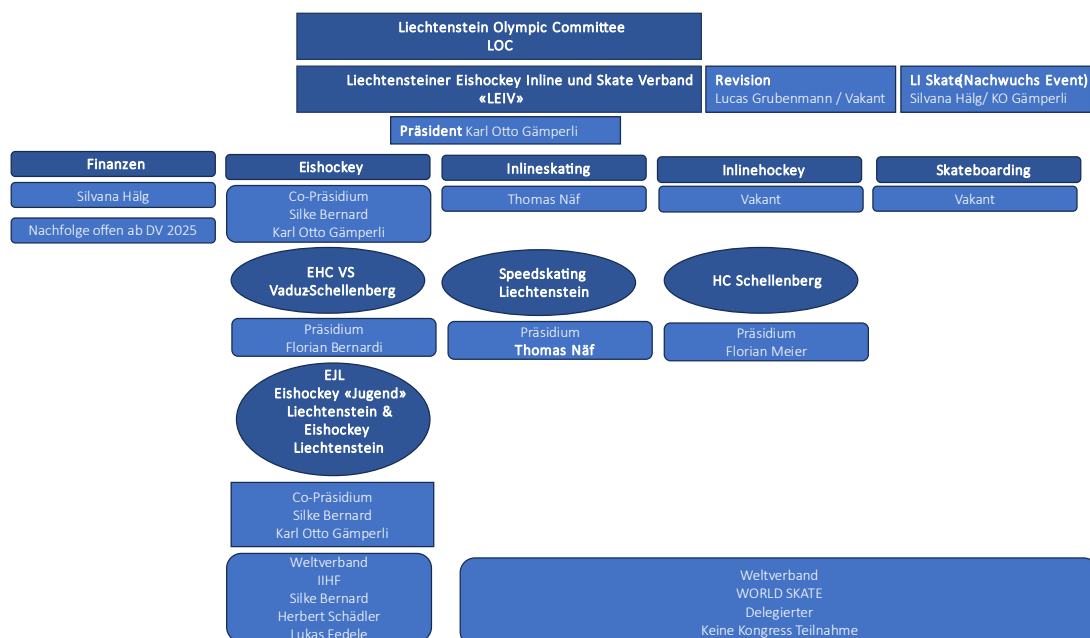 Liechtenstein Olympic Committee
LOC
Liechtensteiner Eishockey Inline und Skate Verband
«LEIV»
Revision
Lucas Grubenmann / Vakant
LI Skate(Nachwuchs Event)
Silvana Hälg/ KO Gämperli
Präsident Karl Otto Gämperli
Finanzen
Silvana Hälg
Nachfolge offen ab DV 2025
Eishockey
Co-Präsidium
Silke Bernard
Karl Otto Gämperli
Inlineskating
Thomas Näf
Inlinehockey
Vakant
Skateboarding
Vakant
EHC VS
Vaduz-Schellenberg
Präsidium
Florian Bernardi
Speedskating
Liechtenstein
Präsidium
Thomas Näf
HC Schellenberg
Präsidium
Florian Meier
EJL
Eishockey «Jugend»
Liechtenstein &
Eishockey
Liechtenstein
Co-Präsidium
Silke Bernard
Karl Otto Gämperli
Weltverband
IIHF
Silke Bernard
Herbert Schädler
Lukas Fedele
Weltverband
WORLD SKATE
Delegierter
Keine Kongress Teilnahme